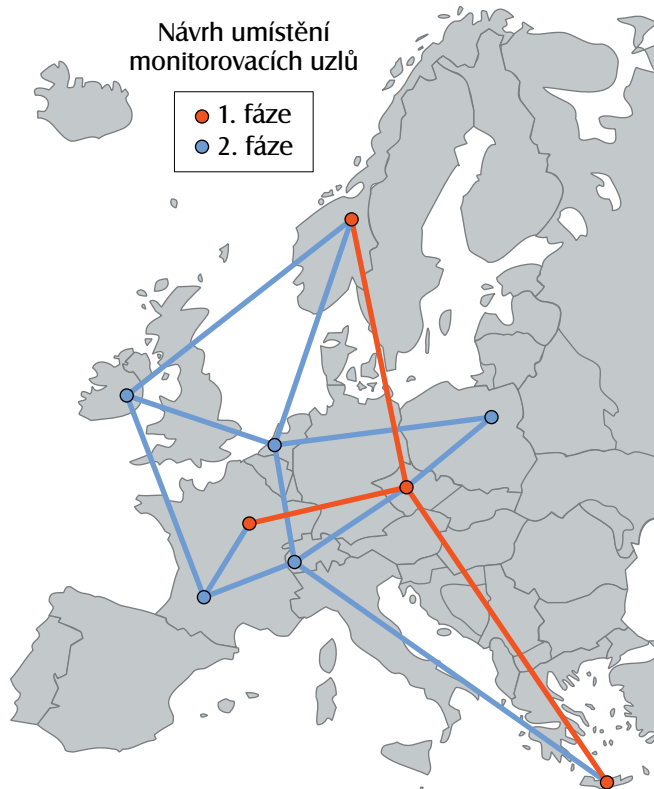 Návrh umístění
monitorovacích uzlů
1. fáze
2. fáze